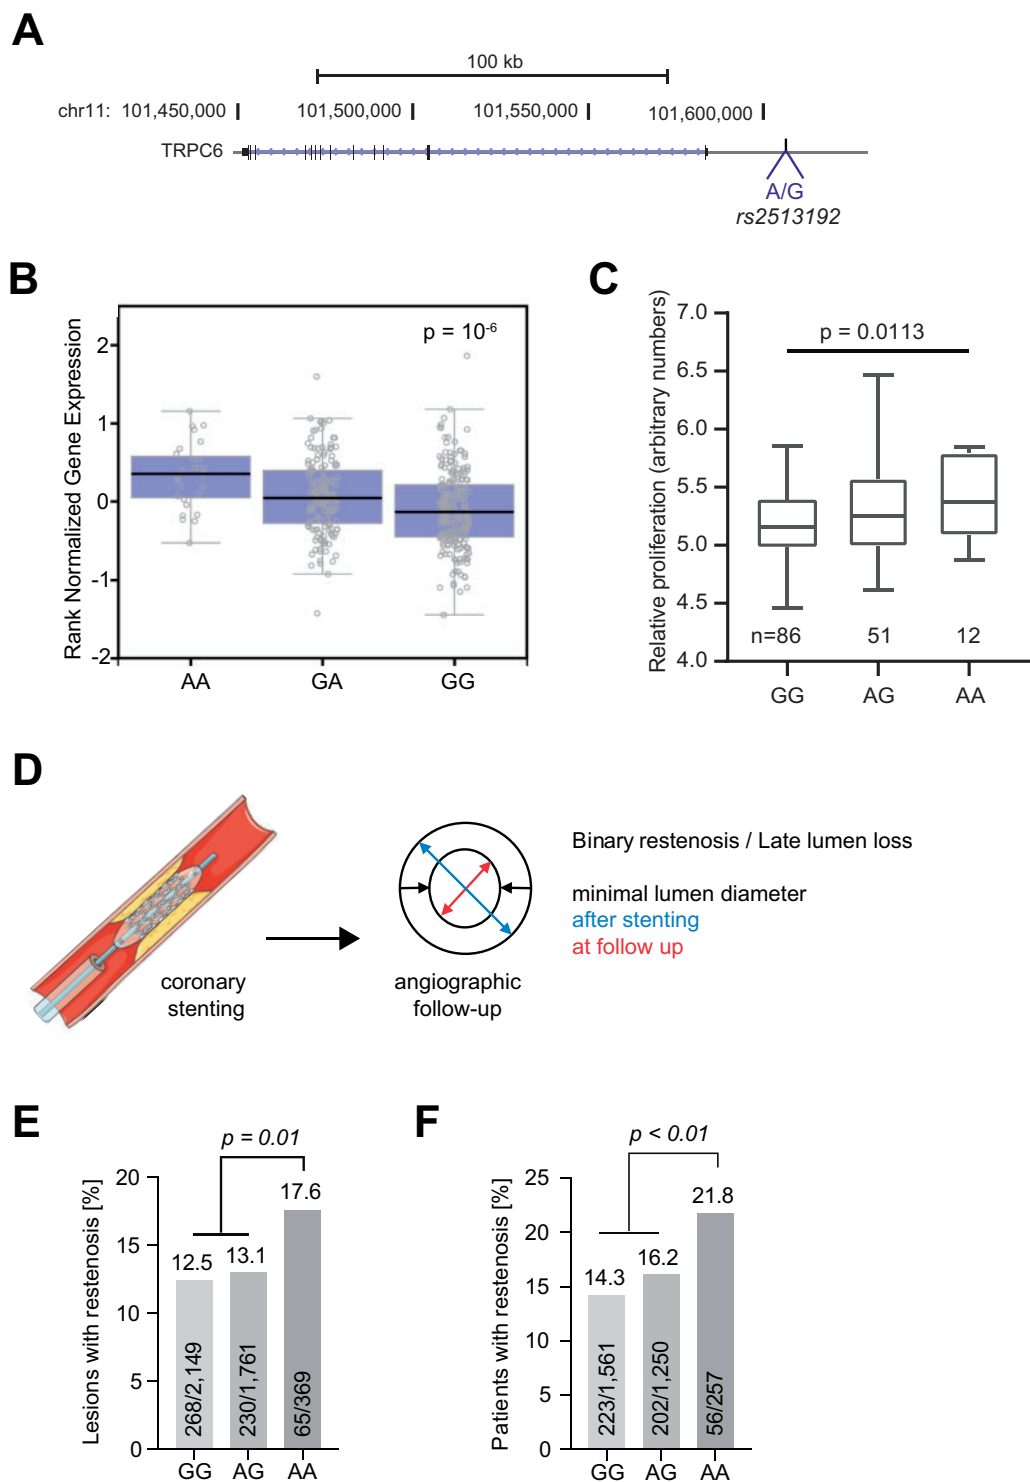 A
100 kb
chr11: 101,450,000 101,500,000 101,550,000 101,600,000
TRPC6
A/G
rs2513192
B
Rank Normalized Gene Expression
p = 10-6
2
1
0
-1
-2
AA GA GG
C
Relative proliferation (arbitrary numbers)
7.0
6.5
6.0
5.5
5.0
4.5
4.0
p = 0.0113
n=86 51 12
GG AG AA
D
coronary
stenting
angiographic
follow-up
Binary restenosis / Late lumen loss
minimal lumen diameter
after stenting
at follow up
E
Lesions with restenosis [%]
p = 0.01
20
15
10
5
0
12.5 13.1 17.6
268/2,149 230/1,761 65/369
GG AG AA
F
Patients with restenosis [%]
p < 0.01
25
20
15
10
5
0
14.3 16.2 21.8
223/1,561 202/1,250 56/257
GG AG AA